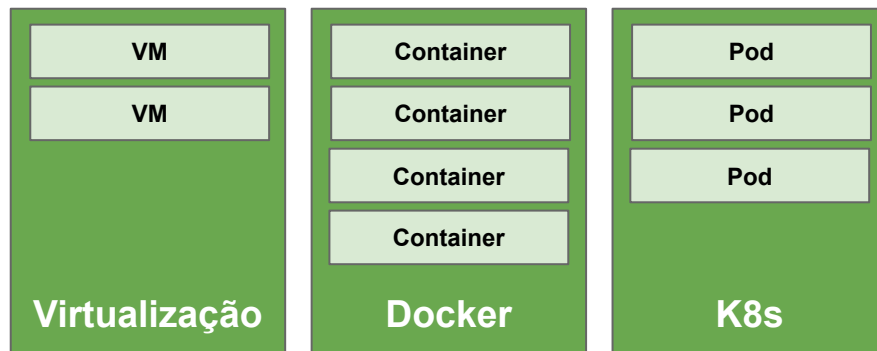 VM
VM
Virtualização
Container
Container
Container
Container
Docker
Pod
Pod
Pod
K8s